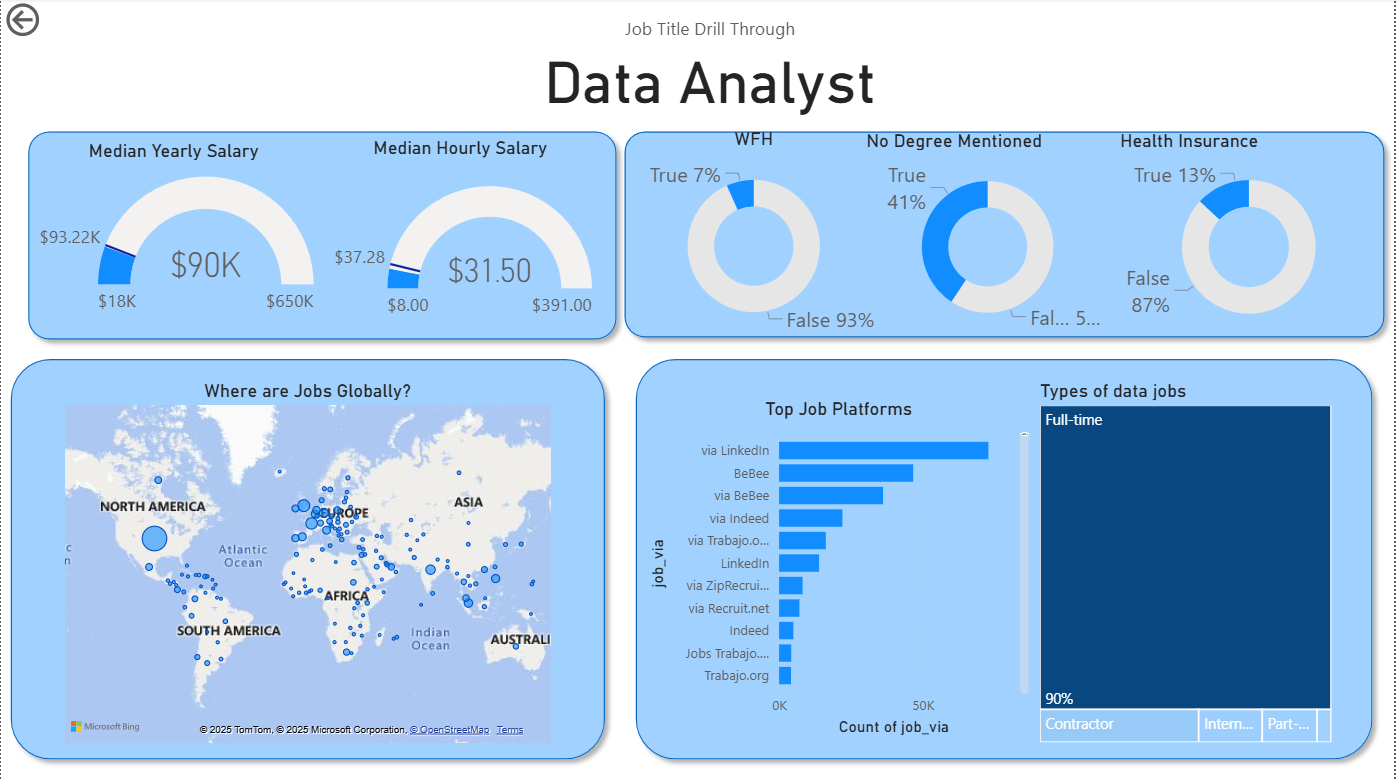 Job Title Drill Through
Data Analyst
Median Yearly Salary
$93.22K
$90K
$18K
$650K
Median Hourly Salary
$37.28
$31.50
$8.00
$391.00
WFH
True 7%
False 93%
No Degree Mentioned
True
41%
Fal... 5...
Health Insurance
True 13%
False
87%
Where are Jobs Globally?
NORTH AMERICA
EUROPE
ASIA
Atlantic
Ocean
c
n
AFRICA
SOUTH AMERICA
Indian
Ocean
AUSTRALI
Microsoft Bing
© 2025 TomTom, © 2025 Microsoft Corporation, © OpenStreetMap Terms
Top Job Platforms
job_via
via LinkedIn
BeBee
via BeBee
via Indeed
via Trabajo.o...
LinkedIn
via ZipRecrui...
via Recruit.net
Indeed
Jobs Trabajo....
Trabajo.org
0K
50K
Count of job_via
Types of data jobs
Full-time
90%
Contractor
Intern...
Part-...